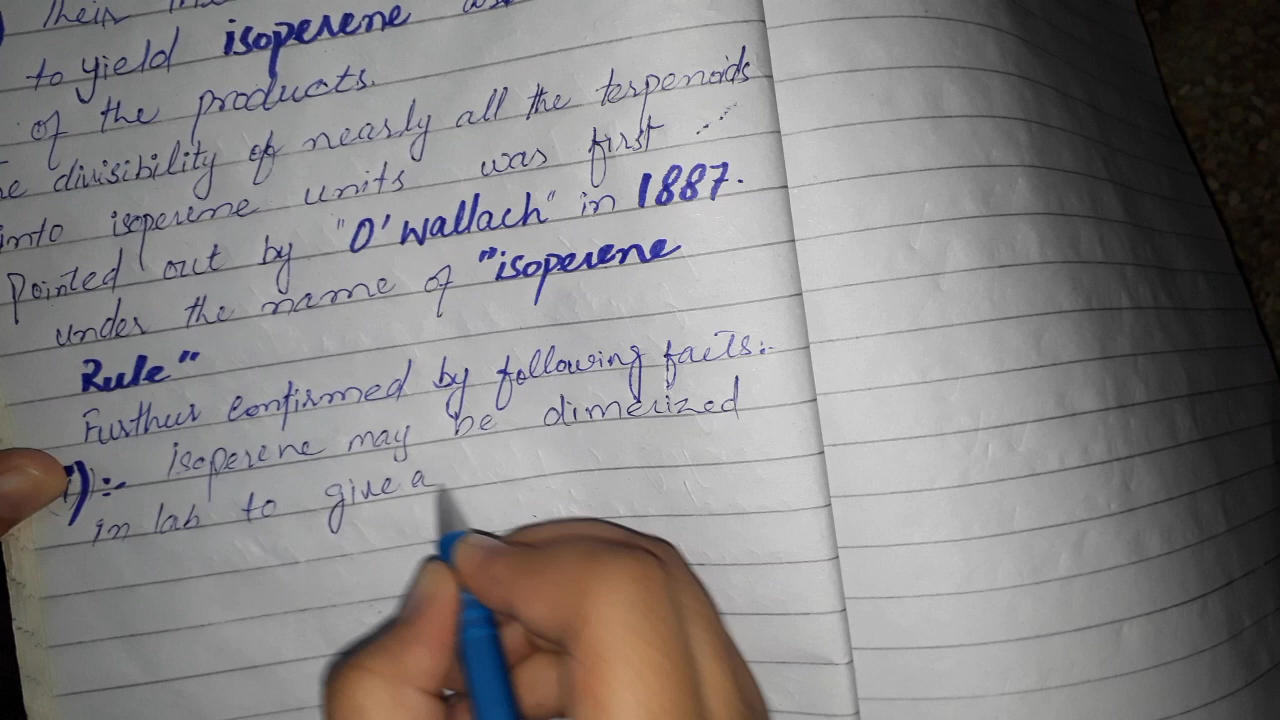 Their
to yield isoperene
of the products.
divisibility of nearly all the terpenoids
into isoperene units was first ...
Pointed out by "O'Wallach" in 1887.
under the name of "isoperene
Rule"
Further confirmed by following facts:-
i):- isoperene may be dimerized
in lab to give a